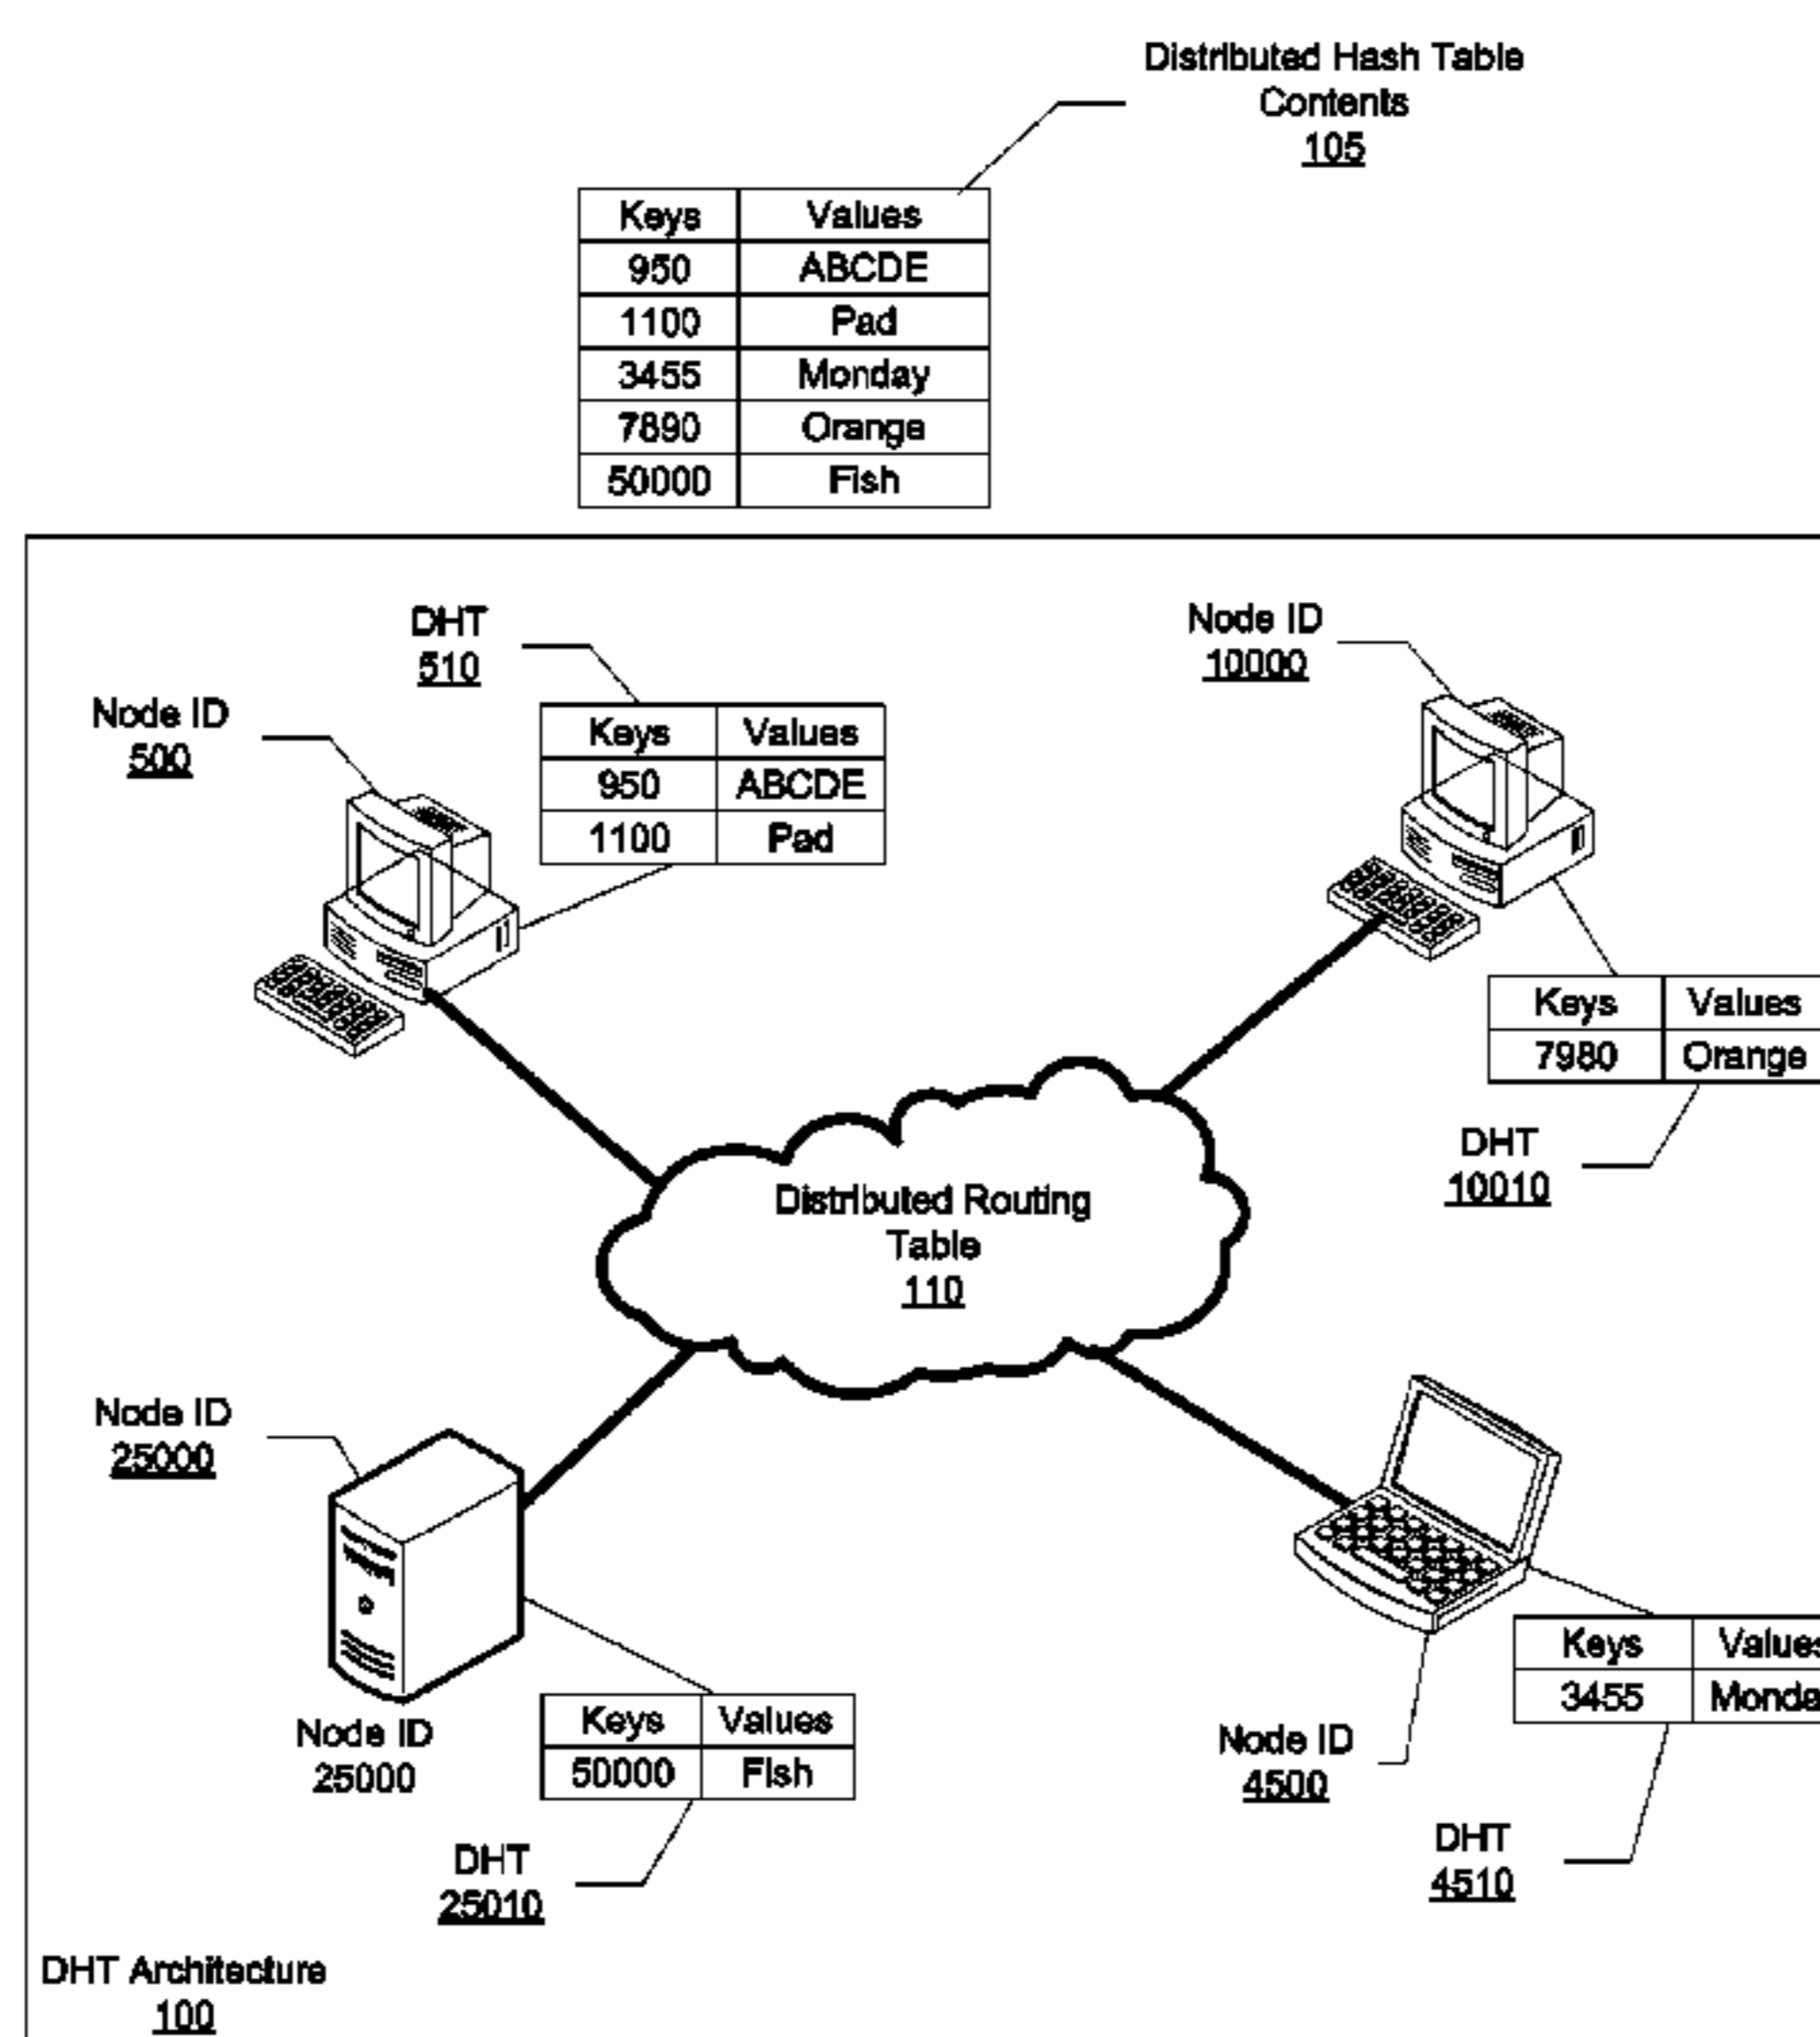 Distributed Hash Table
Contents
105
Keys Values
950 ABCDE
1100 Pad
3455 Monday
7890 Orange
50000 Fish
DHT
510
Node ID
10000
Node ID
500
Keys Values
950 ABCDE
1100 Pad
Keys Values
7980 Orange
DHT
10010
Distributed Routing
Table
110
Node ID
25000
Node ID
25000
Keys Values
50000 Fish
DHT
25010
Keys Values
3455 Monda
Node ID
4500
DHT
4510
DHT Architecture
100